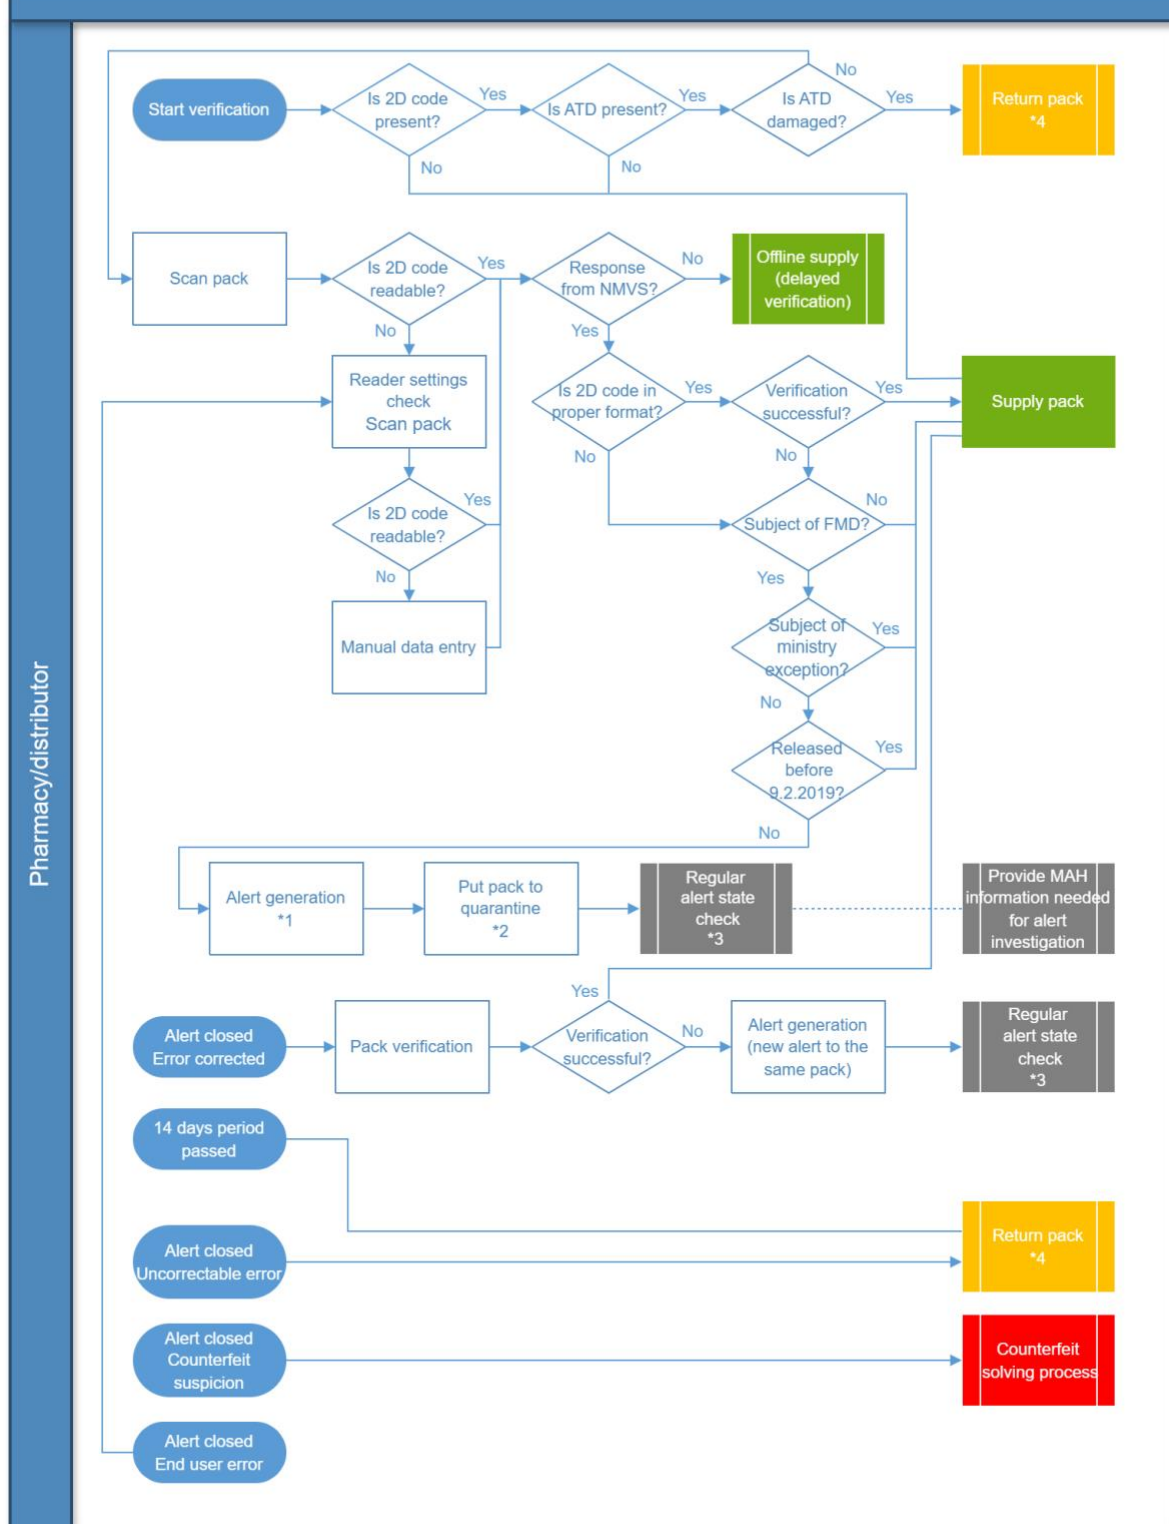 Pharmacy/distributor
Start verification
Is 2D code
present?
Yes
No
Is ATD present?
Yes
No
Is ATD
damaged?
No
Yes
Return pack
*4
Scan pack
Is 2D code
readable?
Yes
No
Response
from NMVS?
No
Yes
Offline supply
(delayed
verification)
Reader settings
check
Scan pack
Is 2D code in
proper format?
Yes
No
Verification
successful?
Yes
No
Supply pack
Is 2D code
readable?
Yes
No
Subject of FMD?
No
Yes
Manual data entry
Subject of
ministry
exception?
Yes
No
Released
before
9.2.2019?
Yes
No
Alert generation
*1
Put pack to
quarantine
*2
Regular
alert state
check
*3
Provide MAH
information needed
for alert
investigation
Alert closed
Error corrected
Pack verification
Yes
Verification
successful?
No
Alert generation
(new alert to the
same pack)
Regular
alert state
check
*3
14 days period
passed
Alert closed
Uncorrectable error
Return pack
*4
Alert closed
Counterfeit
suspicion
Counterfeit
solving process
Alert closed
End user error